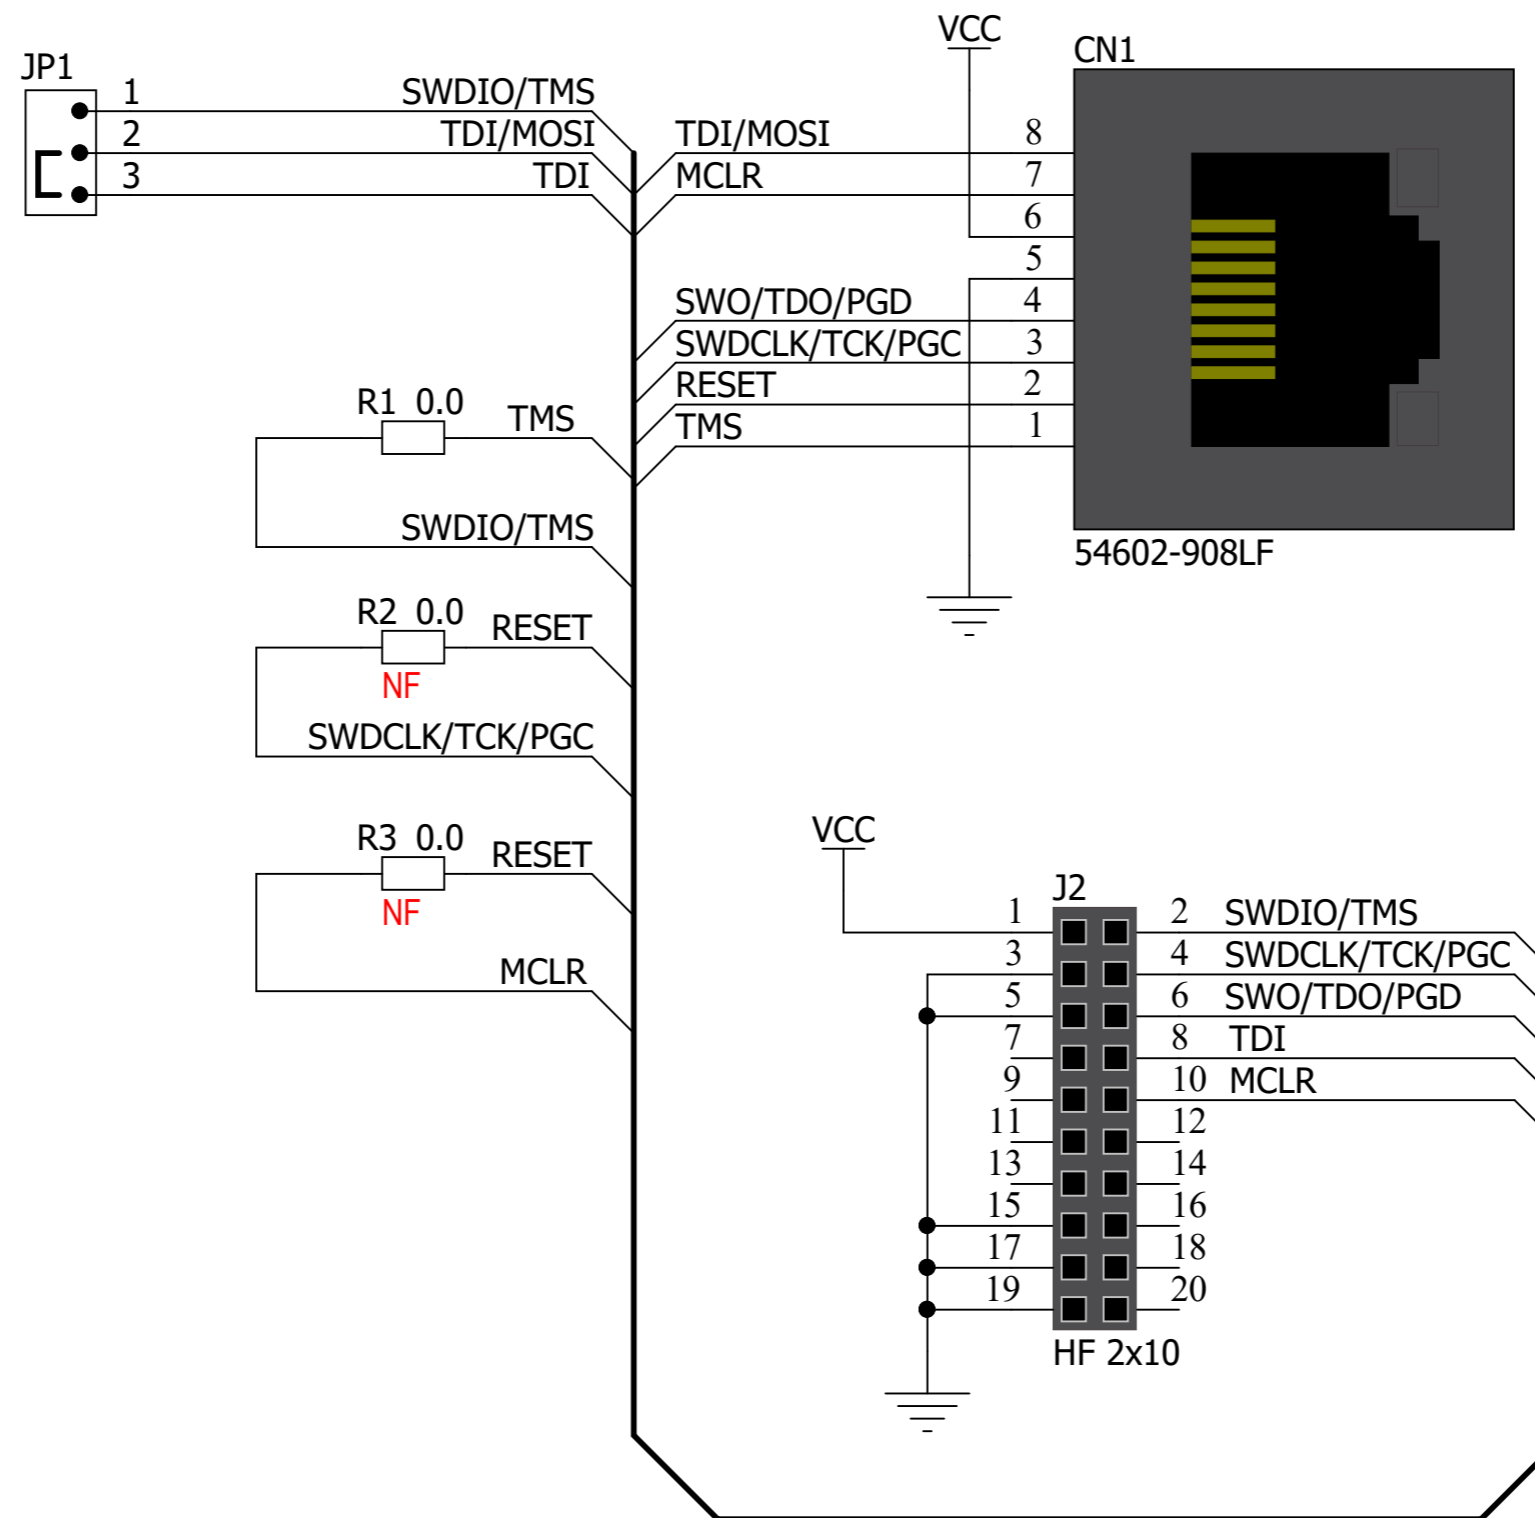 VCC
CN1
JP1
1 SWDIO/TMS
2 TDI/MOSI
3 TDI
TDI/MOSI 8
MCLR 7
6
5
SWO/TDO/PGD 4
SWDCLK/TCK/PGC 3
RESET 2
TMS 1
54602-908LF
R1 0.0
TMS
SWDIO/TMS
R2 0.0
RESET
NF
SWDCLK/TCK/PGC
R3 0.0
RESET
NF
MCLR
VCC
J2
1 2 SWDIO/TMS
3 4 SWDCLK/TCK/PGC
5 6 SWO/TDO/PGD
7 8 TDI
9 10 MCLR
11 12
13 14
15 16
17 18
19 20
HF 2x10